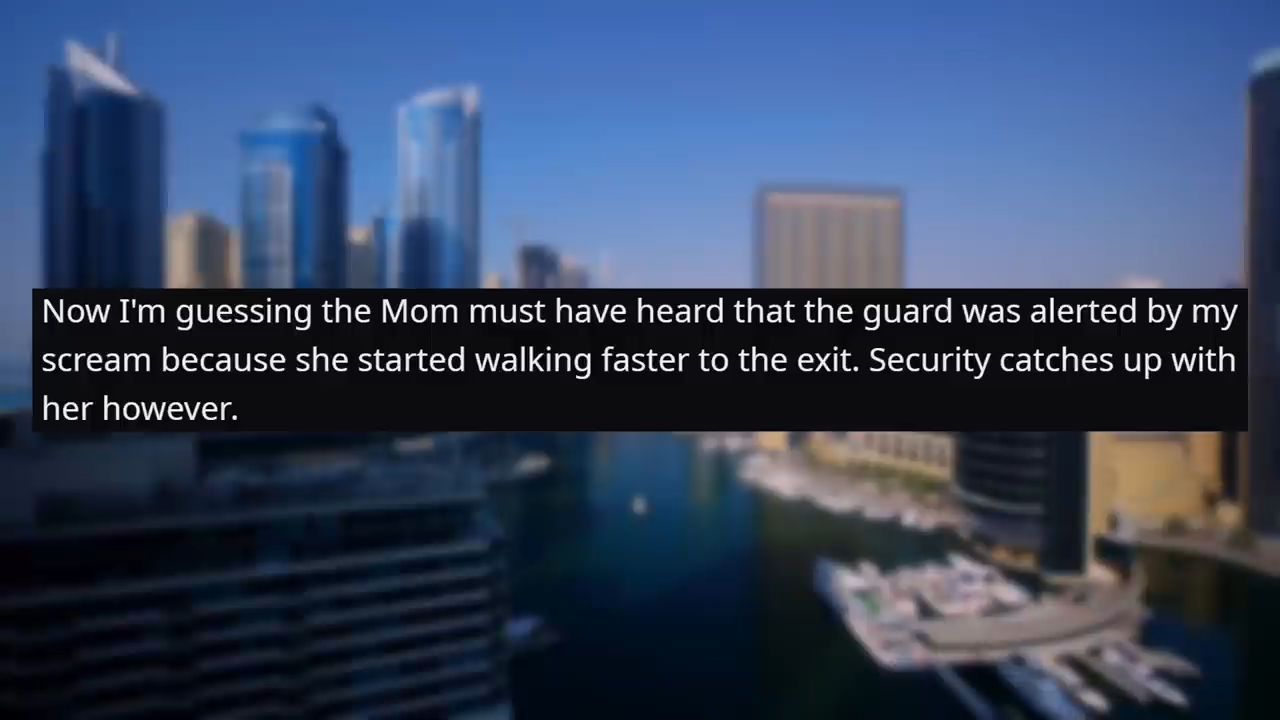 Now I'm guessing the Mom must have heard that the guard was alerted by my
scream because she started walking faster to the exit. Security catches up with
her however.